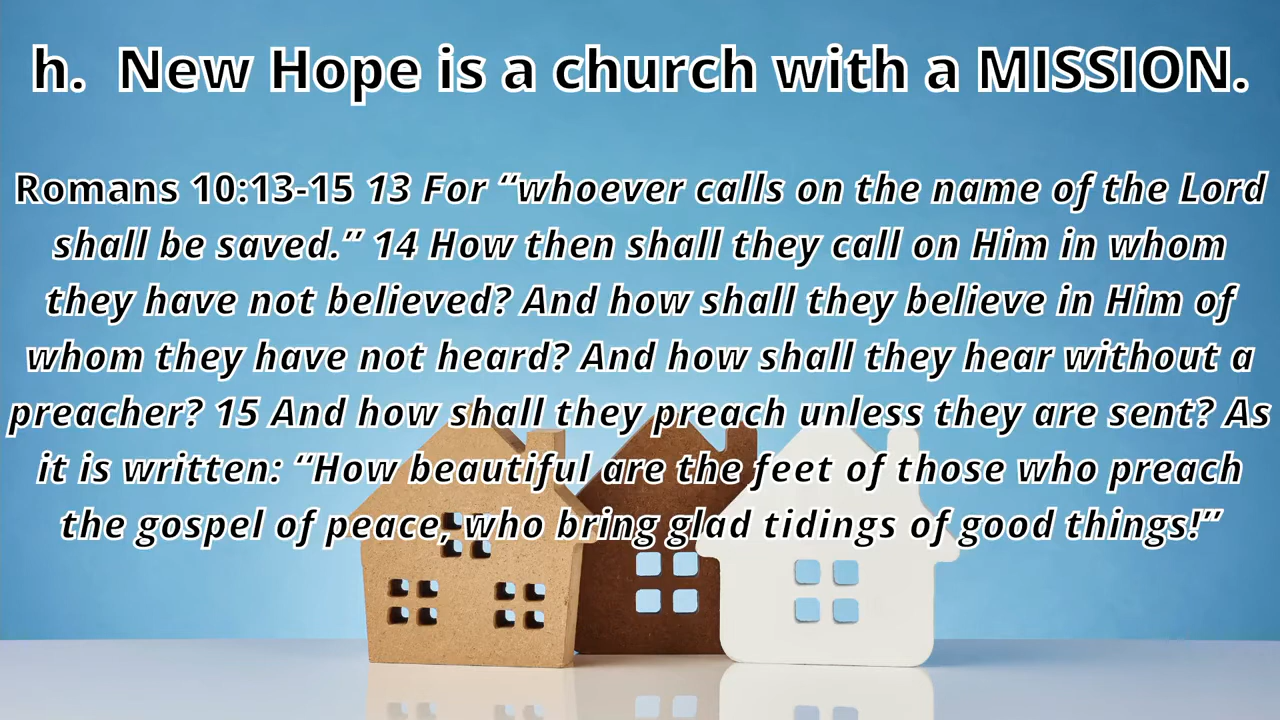 h.  New Hope is a church with a MISSION.
Romans 10:13-15 13 For “whoever calls on the name of the Lord
shall be saved.” 14 How then shall they call on Him in whom
they have not believed? And how shall they believe in Him of
whom they have not heard? And how shall they hear without a
preacher? 15 And how shall they preach unless they are sent? As
it is written: “How beautiful are the feet of those who preach
the gospel of peace, who bring glad tidings of good things!”